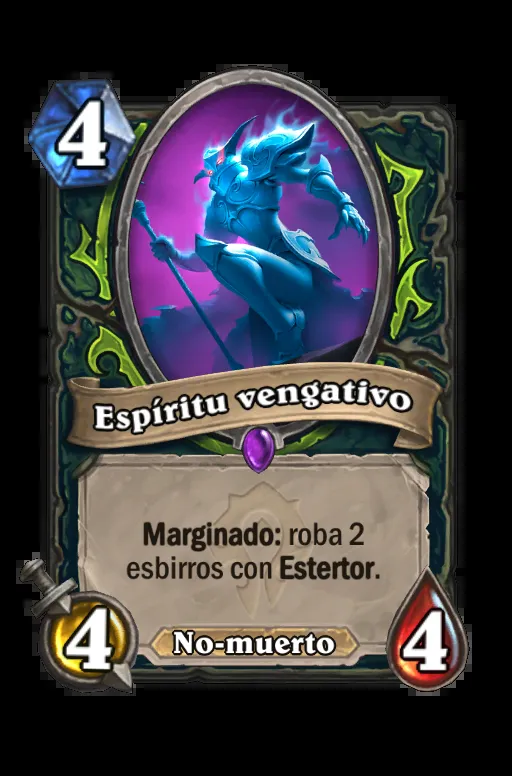 4
Espíritu vengativo
Marginado: roba 2
esbirros con Estertor.
4
No-muerto
4